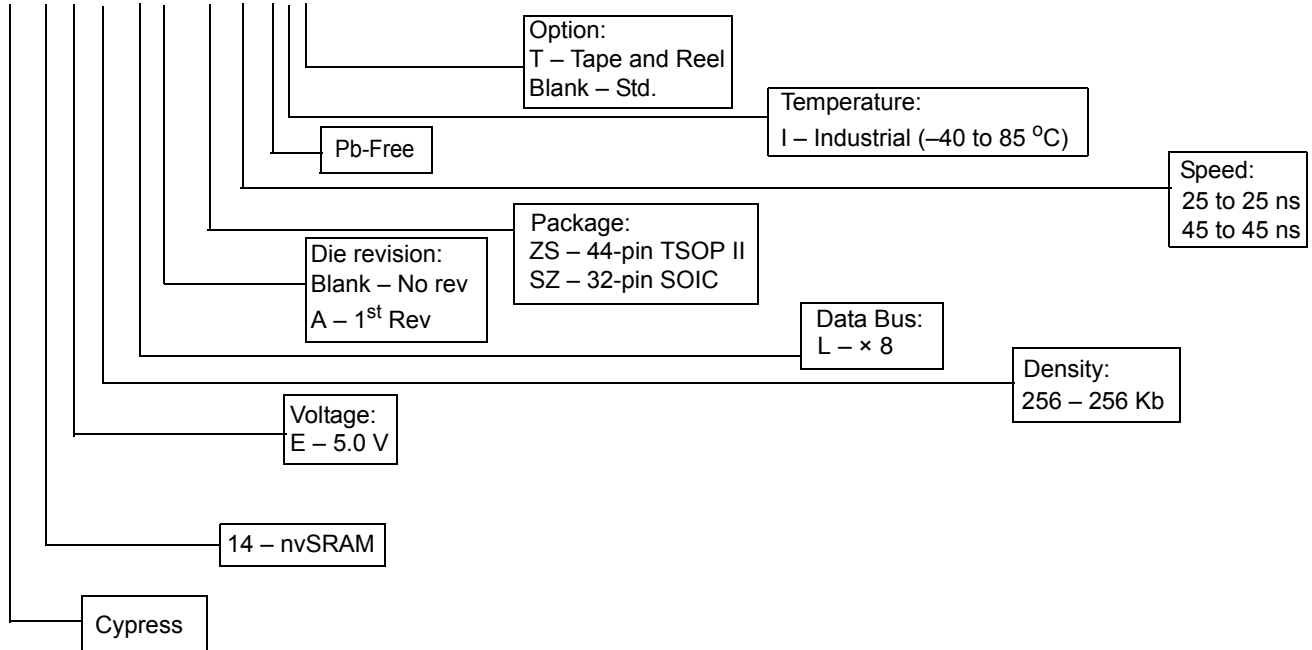 Option:
T – Tape and Reel
Blank – Std.
Temperature:
I – Industrial (–40 to 85 ºC)
Pb-Free
Speed:
25 to 25 ns
45 to 45 ns
Package:
ZS – 44-pin TSOP II
SZ – 32-pin SOIC
Die revision:
Blank – No rev
A – 1st Rev
Data Bus:
L – × 8
Density:
256 – 256 Kb
Voltage:
E – 5.0 V
14 – nvSRAM
Cypress